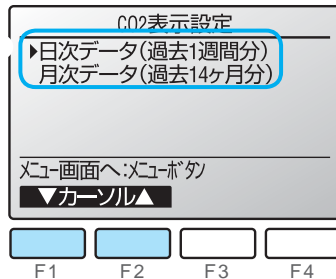 CO2表示設定
▶日次データ(過去1週間分)
月次データ(過去14ヶ月分)
ﾒﾆｭｰ画面へ:ﾒﾆｭｰﾎﾞﾀﾝ
▼カーソル▲
F1 F2 F3 F4